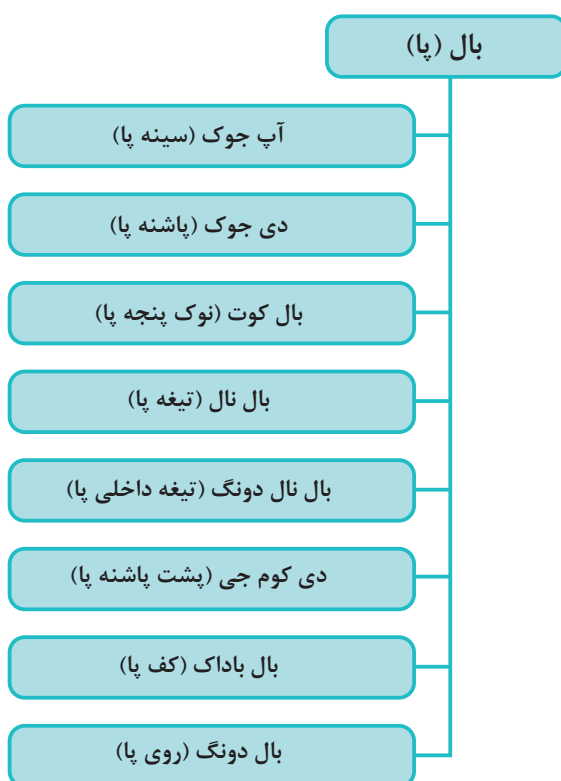 بال (پا)
آپ جوک (سینه پا)
دی جوک (پاشنه پا)
بال کوت (نوک پنجه پا)
بال نال (تیغه پا)
بال نال دونگ (تیغه داخلی پا)
دی کوم جی (پشت پاشنه پا)
بال باداک (کف پا)
بال دونگ (روی پا)